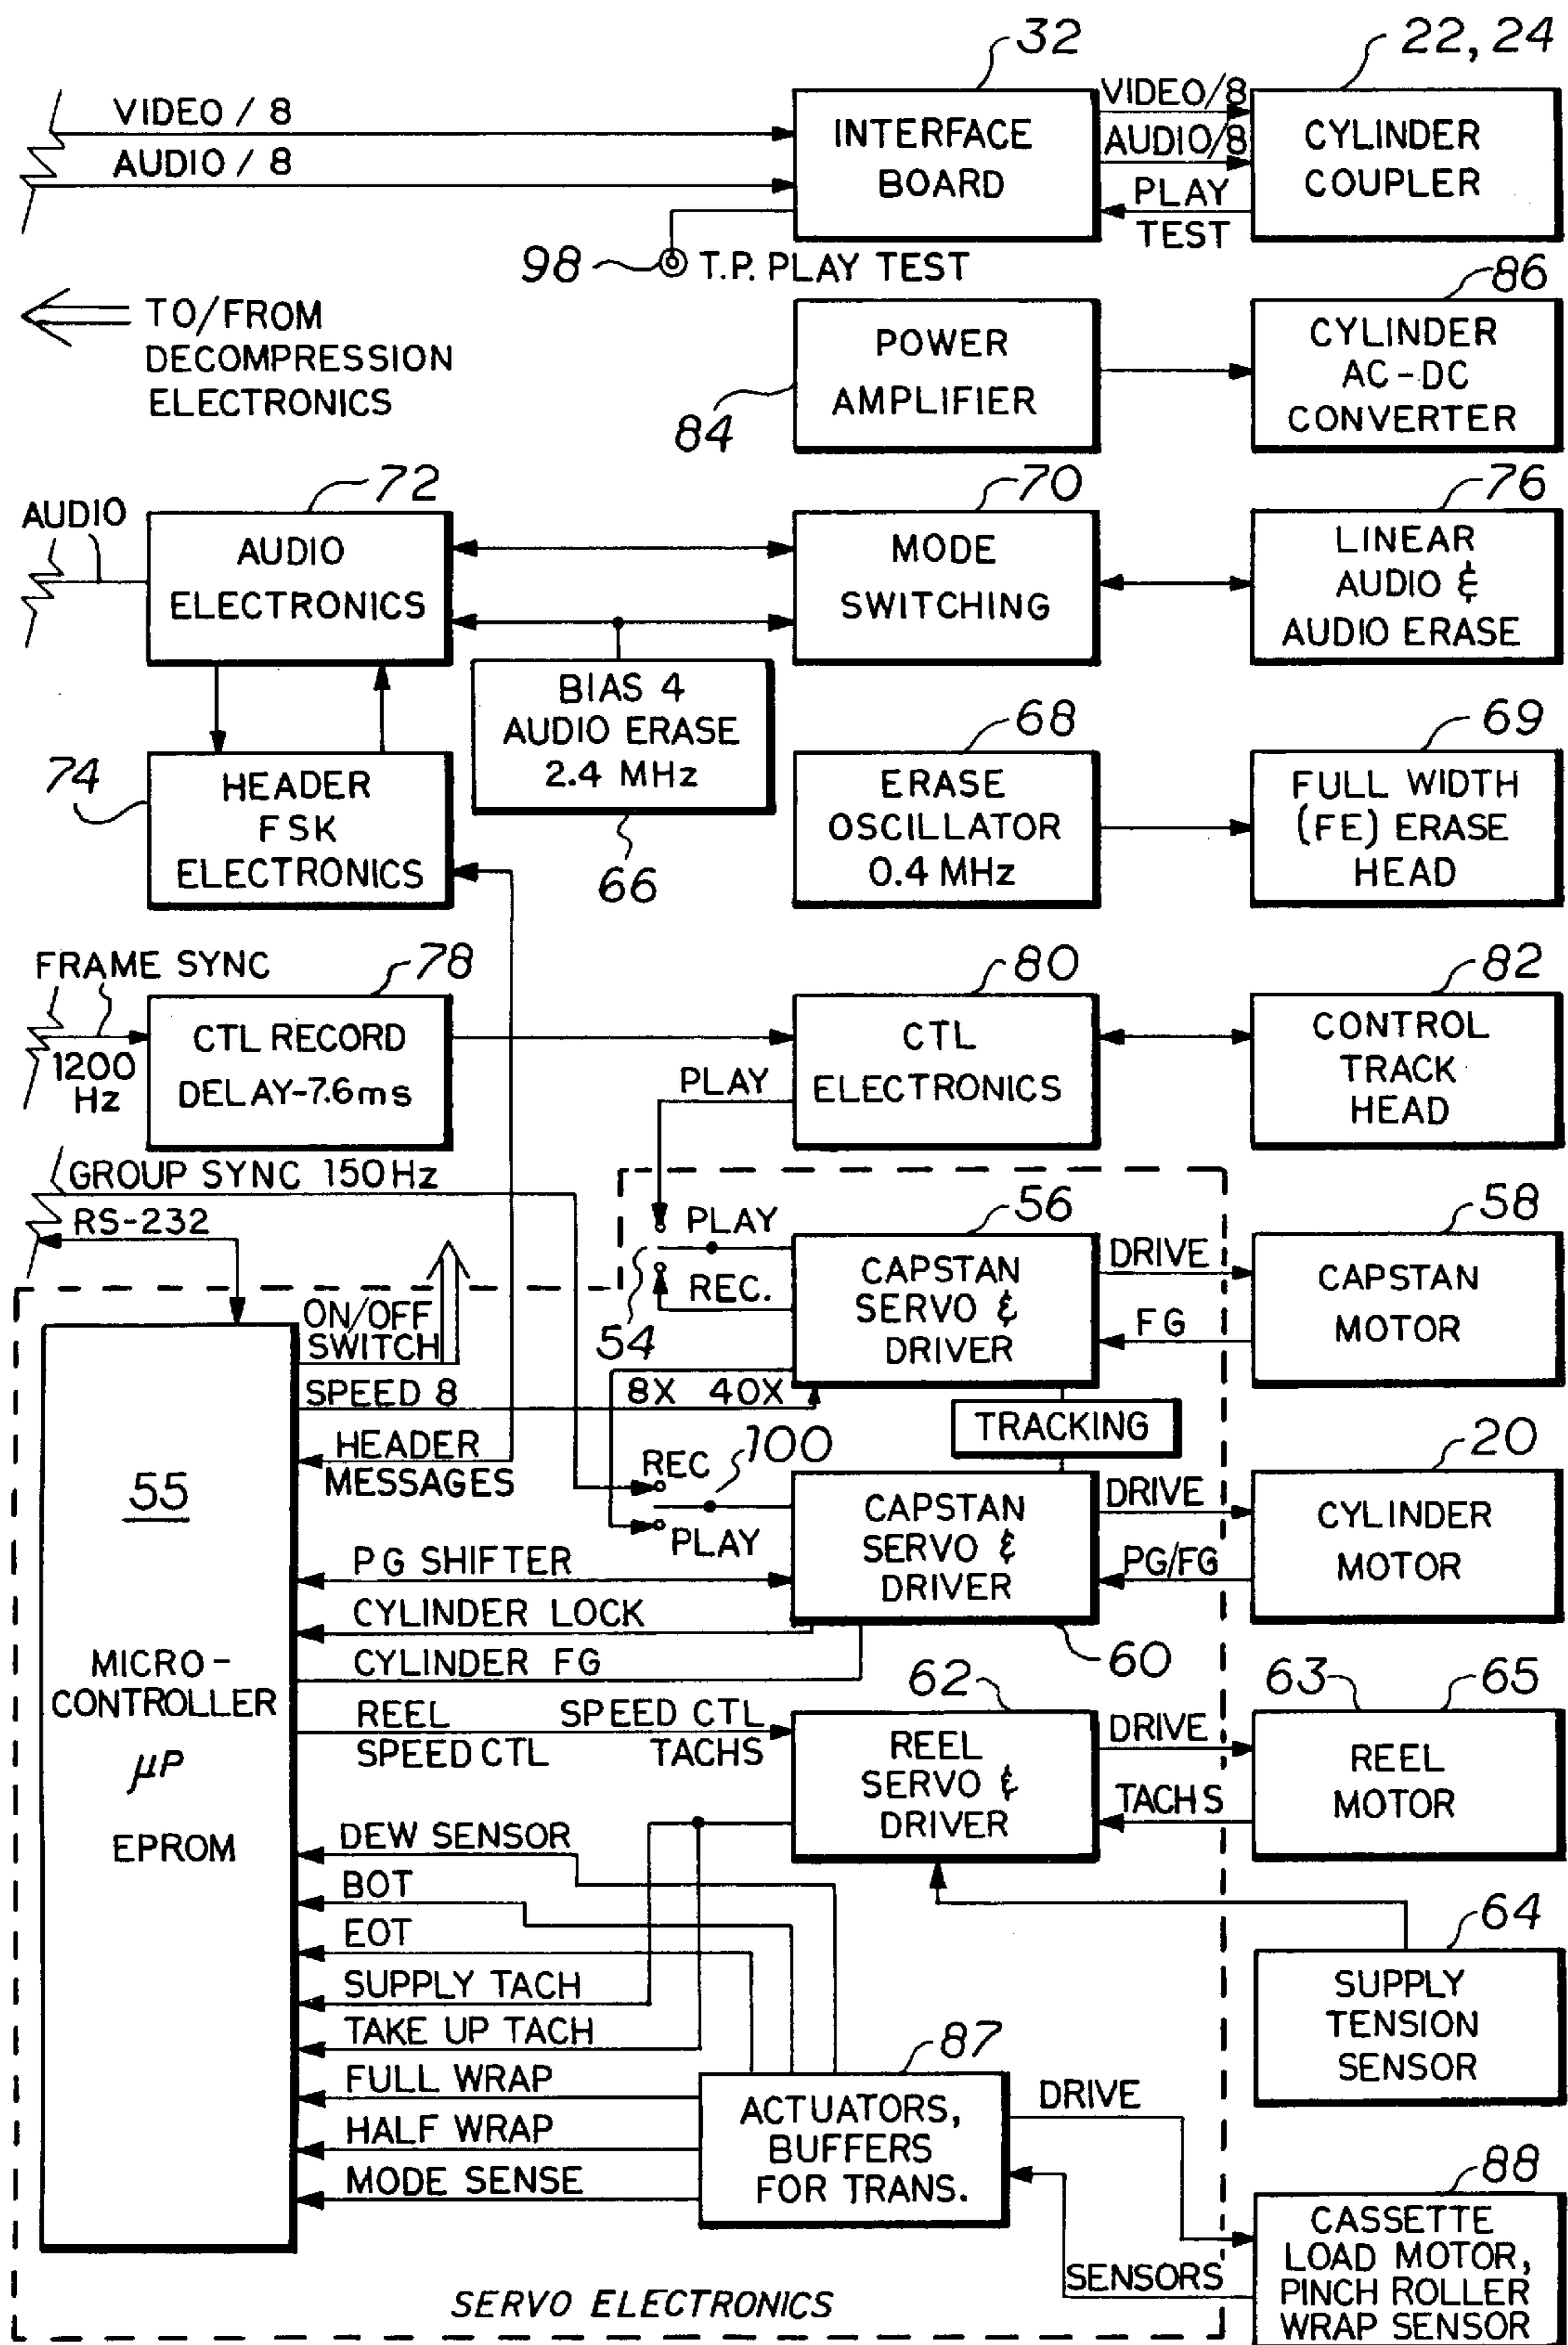 32
22, 24
VIDEO / 8
AUDIO / 8
INTERFACE
BOARD
VIDEO/8
AUDIO/8
PLAY
TEST
CYLINDER
COUPLER
98
T.P. PLAY TEST
TO/FROM
DECOMPRESSION
ELECTRONICS
84
POWER
AMPLIFIER
86
CYLINDER
AC-DC
CONVERTER
AUDIO
72
AUDIO
ELECTRONICS
70
MODE
SWITCHING
76
LINEAR
AUDIO &
AUDIO ERASE
BIAS 4
AUDIO ERASE
2.4 MHz
66
74
HEADER
FSK
ELECTRONICS
68
ERASE
OSCILLATOR
0.4 MHz
69
FULL WIDTH
(FE) ERASE
HEAD
FRAME SYNC
1200
Hz
78
CTL RECORD
DELAY-7.6ms
80
CTL
ELECTRONICS
PLAY
82
CONTROL
TRACK
HEAD
GROUP SYNC 150 Hz
RS-232
PLAY
REC.
54
56
CAPSTAN
SERVO &
DRIVER
DRIVE
FG
58
CAPSTAN
MOTOR
ON/OFF
SWITCH
SPEED 8
8X 40X
TRACKING
HEADER
MESSAGES
REC
100
PLAY
CAPSTAN
SERVO &
DRIVER
60
DRIVE
PG/FG
20
CYLINDER
MOTOR
55
MICRO-
CONTROLLER
μP
EPROM
PG SHIFTER
CYLINDER LOCK
CYLINDER FG
REEL
SPEED CTL
SPEED CTL
TACHS
62
REEL
SERVO &
DRIVER
DRIVE
TACHS
63
65
REEL
MOTOR
DEW SENSOR
BOT
EOT
SUPPLY TACH
TAKE UP TACH
FULL WRAP
HALF WRAP
MODE SENSE
64
SUPPLY
TENSION
SENSOR
87
ACTUATORS,
BUFFERS
FOR TRANS.
DRIVE
SENSORS
88
CASSETTE
LOAD MOTOR,
PINCH ROLLER
WRAP SENSOR
SERVO ELECTRONICS